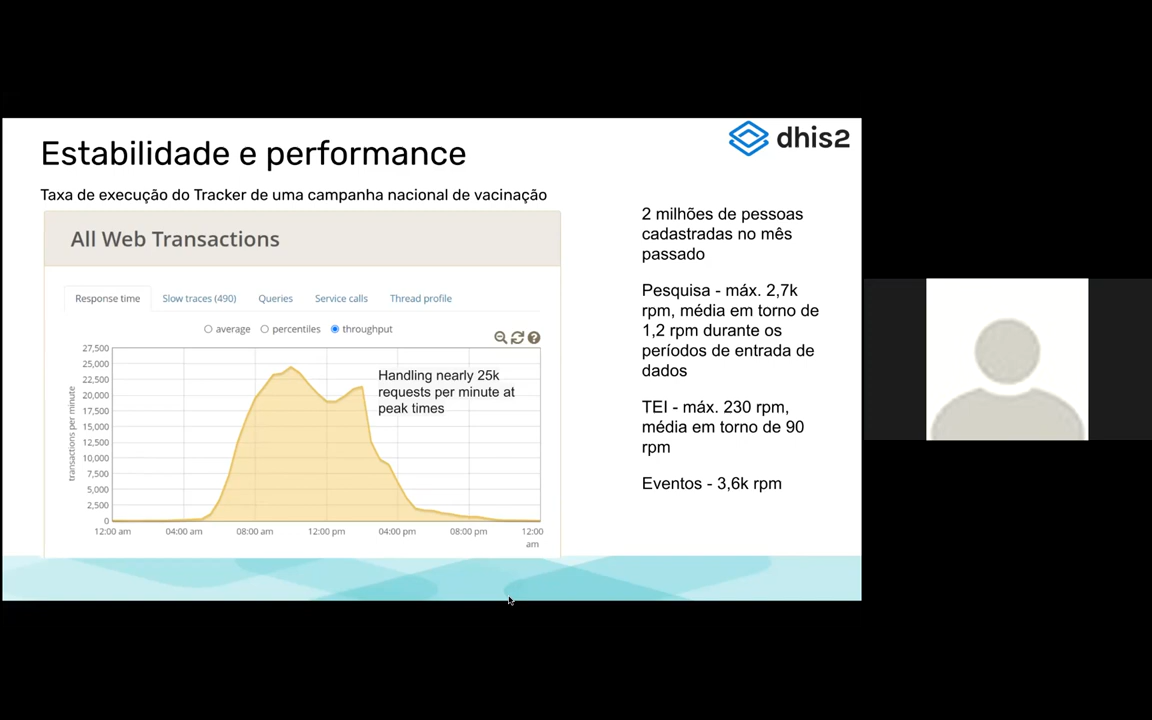 Estabilidade e performance
dhis2
Taxa de execução do Tracker de uma campanha nacional de vacinação
All Web Transactions
Response time
Slow traces (490)
Queries
Service calls
Thread profile
average
percentiles
throughput
?
27,500
25,000
22,500
20,000
17,500
15,000
12,500
10,000
7,500
5,000
2,500
0
transactions per minute
Handling nearly 25k
requests per minute at
peak times
12:00 am
04:00 am
08:00 am
12:00 pm
04:00 pm
08:00 pm
12:00
am
2 milhões de pessoas
cadastradas no mês
passado
Pesquisa - máx. 2,7k
rpm, média em torno de
1,2 rpm durante os
períodos de entrada de
dados
TEI - máx. 230 rpm,
média em torno de 90
rpm
Eventos - 3,6k rpm